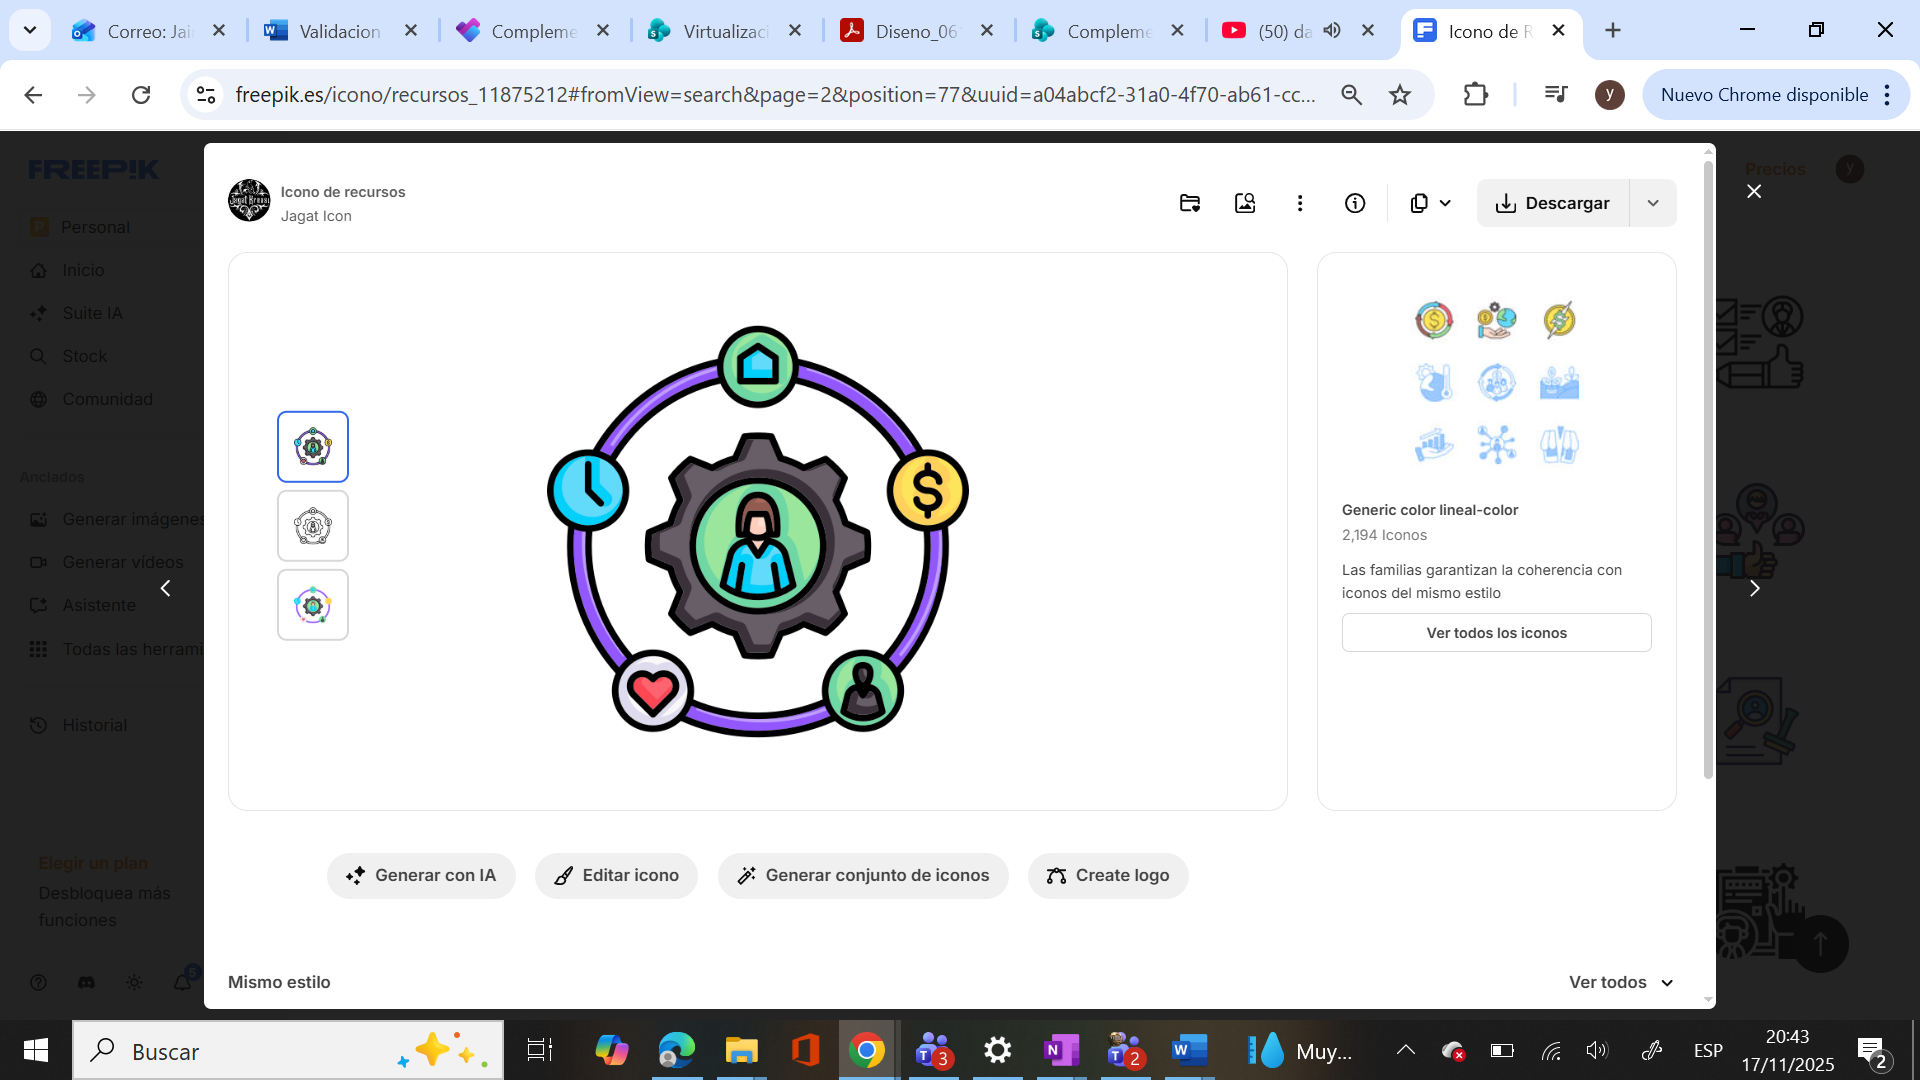 Correo: Jai
Validacion
Compleme
Virtualizaci
Diseno_06
Compleme
(50) da
Icono de R
freepik.es/icono/recursos_11875212#fromView=search&page=2&position=77&uuid=a04abcf2-31a0-4f70-ab61-cc...
y
Nuevo Chrome disponible
FREEPIK
Precios
y
Personal
Inicio
Suite IA
Stock
Comunidad
Anclados
Generar imágenes
Generar vídeos
Asistente
Todas las herrami
Historial
Elegir un plan
Desbloquea más
funciones
5
Icono de recursos
Jagat Icon
Descargar
$
Generic color lineal-color
2,194 Iconos
Las familias garantizan la coherencia con
iconos del mismo estilo
Ver todos los iconos
Generar con IA
Editar icono
Generar conjunto de iconos
Create logo
Mismo estilo
Ver todos
Buscar
3
2
Muy...
ESP
20:43
17/11/2025
2